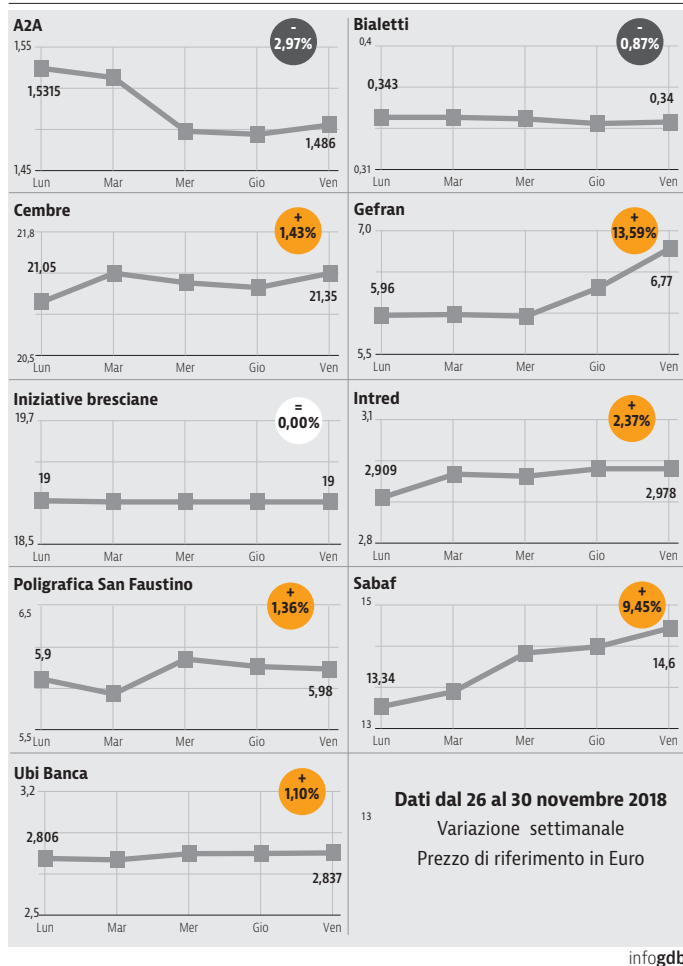 A2A
-
2,97%
1,55
1,5315
1,486
1,45
Lun Mar Mer Gio Ven
Bialetti
-
0,87%
0,4
0,343
0,34
0,31
Lun Mar Mer Gio Ven
Cembre
+
1,43%
21,8
21,05
21,35
20,5
Lun Mar Mer Gio Ven
Gefran
+
13,59%
7,0
5,96
6,77
5,5
Lun Mar Mer Gio Ven
Iniziative bresciane
=
0,00%
19,7
19
19
18,5
Lun Mar Mer Gio Ven
Intred
+
2,37%
3,1
2,909
2,978
2,8
Lun Mar Mer Gio Ven
Poligrafica San Faustino
+
1,36%
6,5
5,9
5,98
5,5
Lun Mar Mer Gio Ven
Sabaf
+
9,45%
15
13,34
14,6
13
Lun Mar Mer Gio Ven
Ubi Banca
+
1,10%
3,2
2,806
2,837
2,5
Lun Mar Mer Gio Ven
13
Dati dal 26 al 30 novembre 2018
Variazione settimanale
Prezzo di riferimento in Euro
infogdb